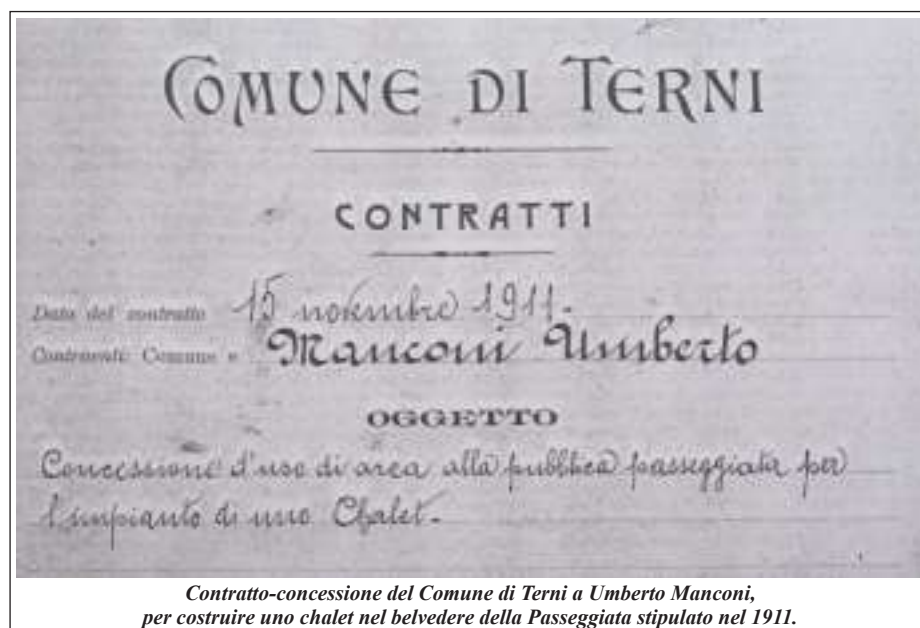 COMUNE DI TERNI
CONTRATTI
Data del contratto 15 novembre 1911.
Contraenti: Comune e Manconi Umberto
OGGETTO
Concessione d'uso di area alla pubblica passeggiata per
l'impianto di uno Chalet.
Contratto-concessione del Comune di Terni a Umberto Manconi,
per costruire uno chalet nel belvedere della Passeggiata stipulato nel 1911.